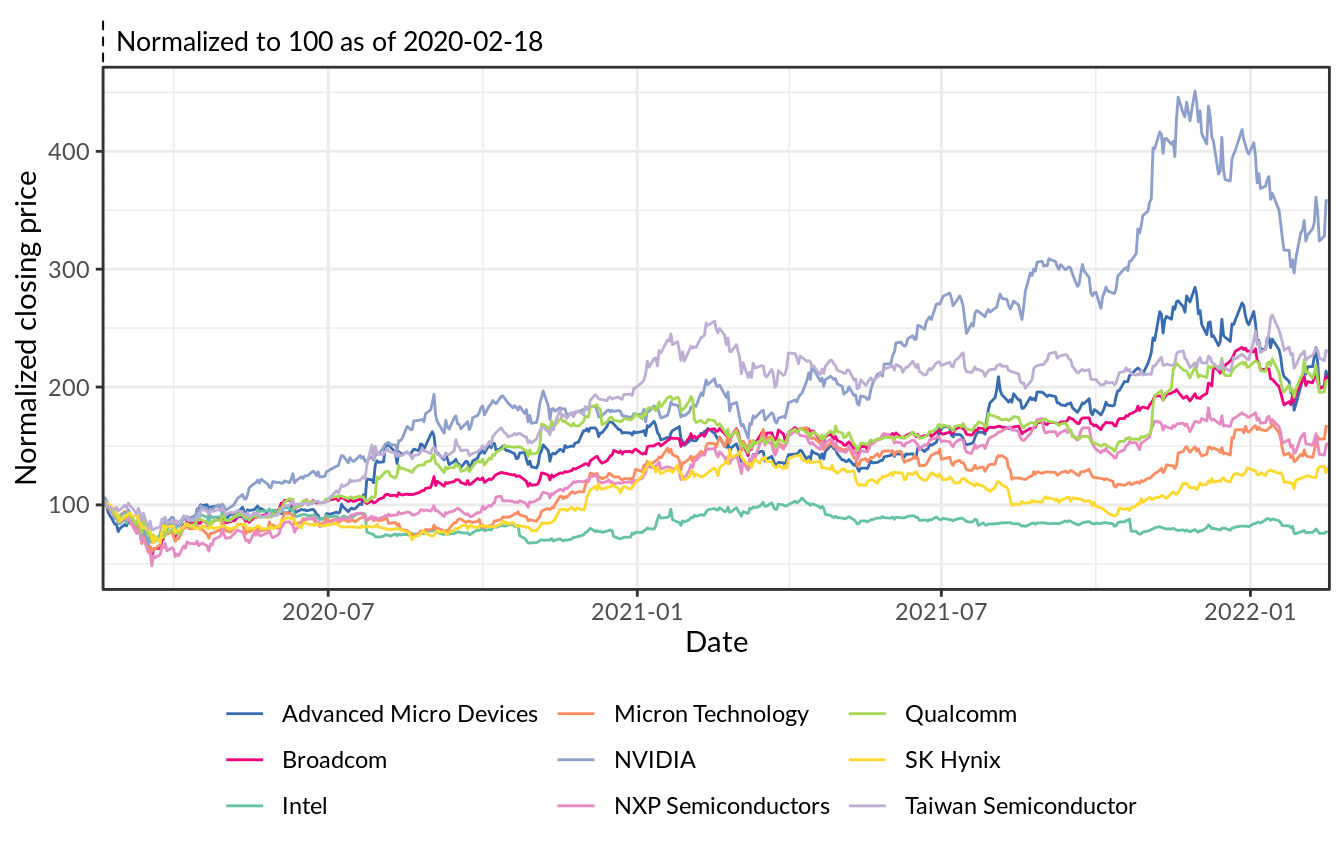 Normalized to 100 as of 2020-02-18
Normalized closing price
400
300
200
100
2020-07 2021-01 2021-07 2022-01
Date
Advanced Micro Devices Micron Technology Qualcomm
Broadcom NVIDIA SK Hynix
Intel NXP Semiconductors Taiwan Semiconductor